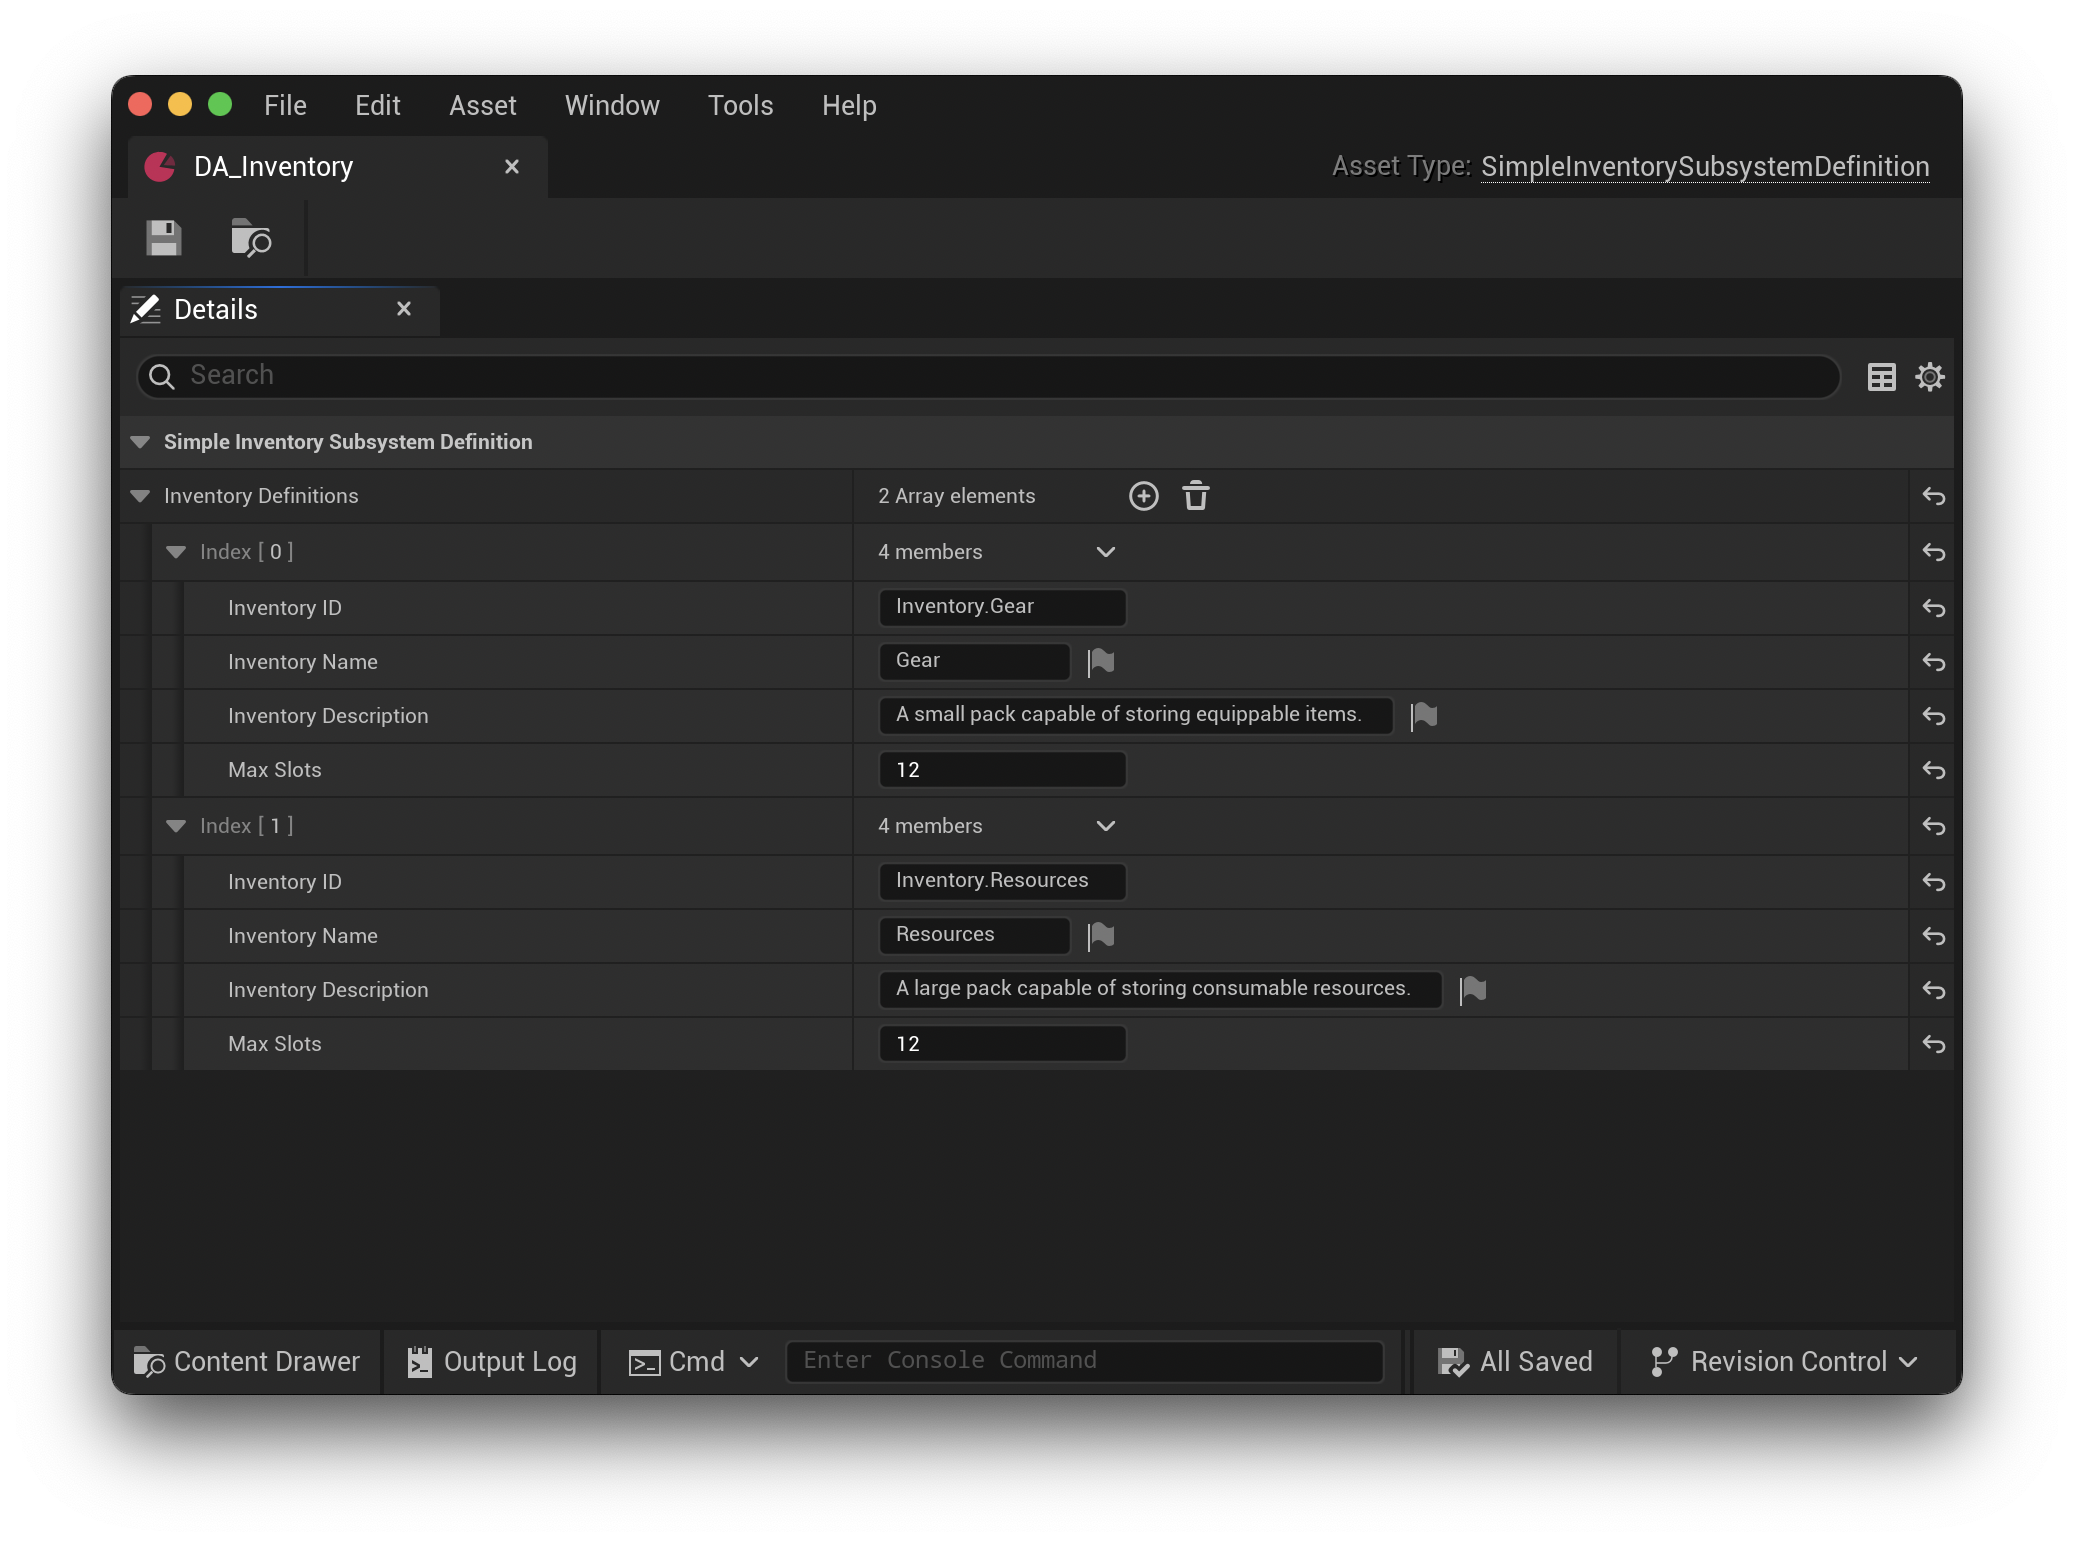 File Edit Asset Window Tools Help
DA_Inventory
Asset Type: SimpleInventorySubsystemDefinition
Details
Search
Simple Inventory Subsystem Definition
Inventory Definitions 2 Array elements
Index [ 0 ] 4 members
Inventory ID Inventory.Gear
Inventory Name Gear
Inventory Description A small pack capable of storing equippable items.
Max Slots 12
Index [ 1 ] 4 members
Inventory ID Inventory.Resources
Inventory Name Resources
Inventory Description A large pack capable of storing consumable resources.
Max Slots 12
Content Drawer Output Log Cmd Enter Console Command All Saved Revision Control